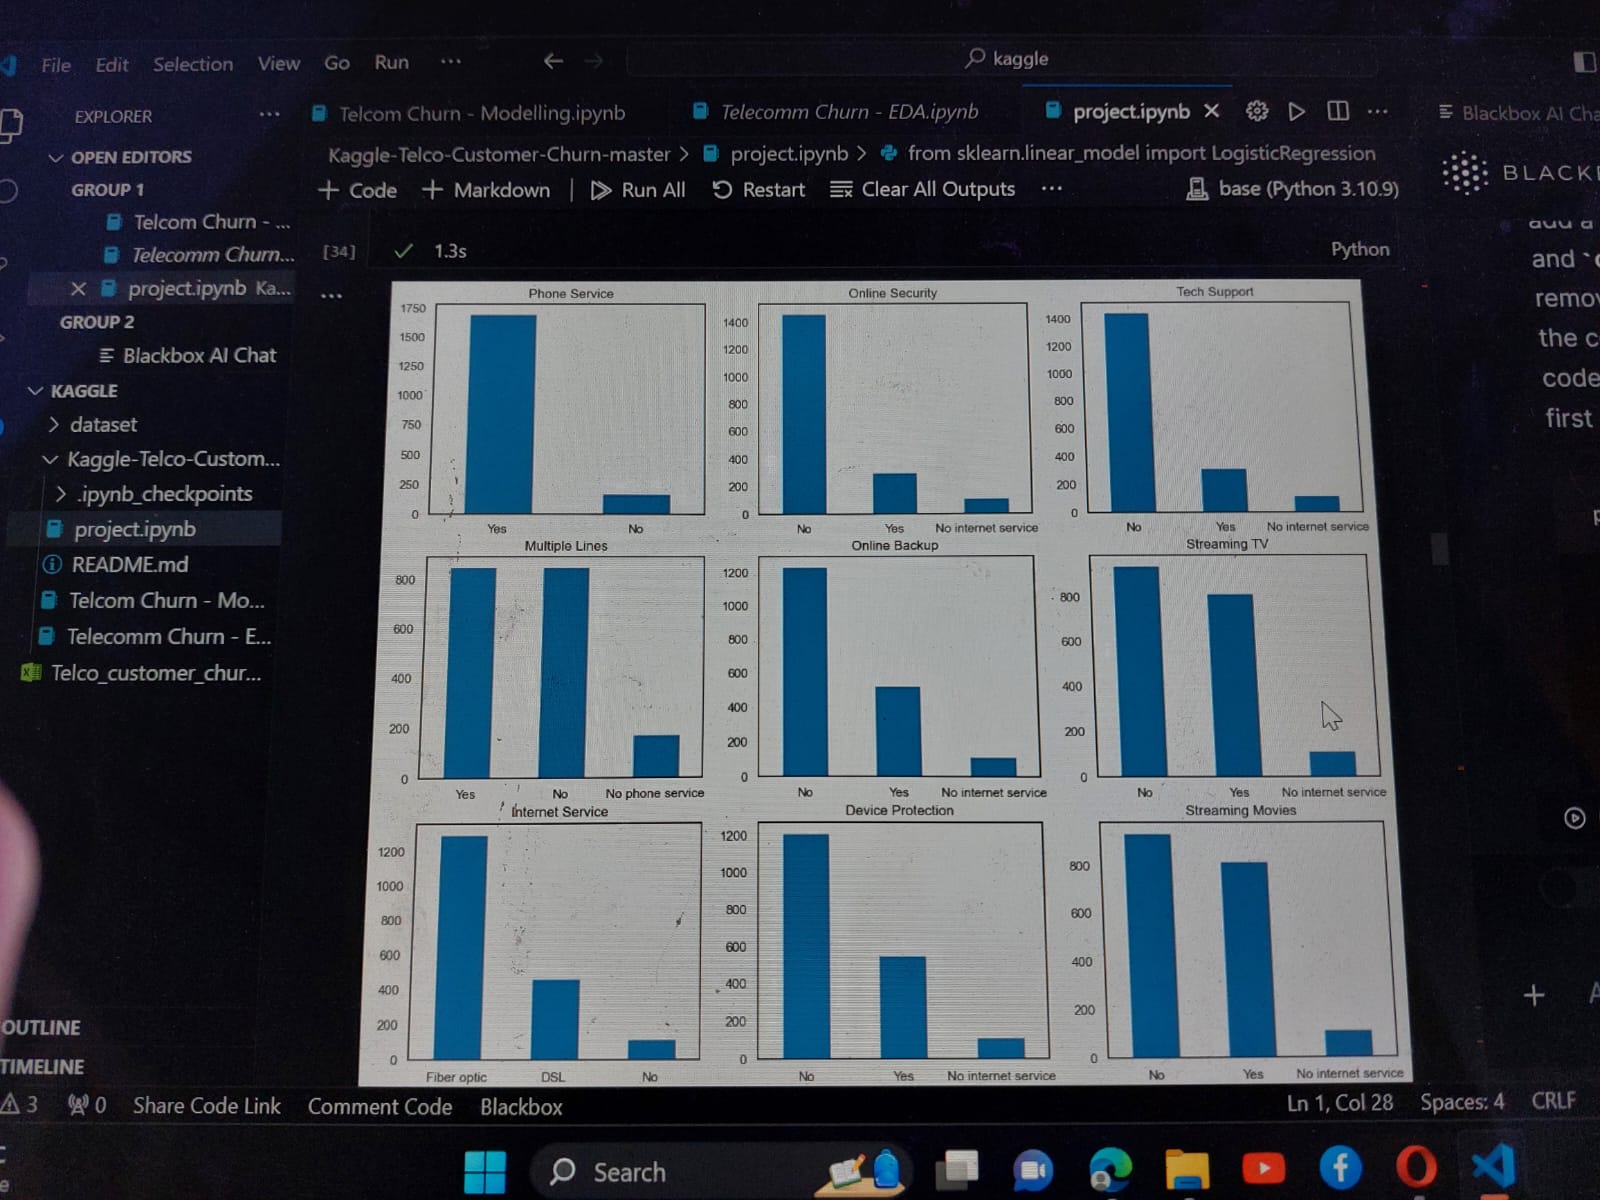 File Edit Selection View Go Run ...
kaggle
EXPLORER ...
OPEN EDITORS
GROUP 1
Telcom Churn - ...
Telecomm Churn...
project.ipynb Ka...
GROUP 2
Blackbox AI Chat
KAGGLE
dataset
Kaggle-Telco-Custom...
.ipynb_checkpoints
project.ipynb
README.md
Telcom Churn - Mo...
Telecomm Churn - E...
Telco_customer_chur...
OUTLINE
TIMELINE
Telcom Churn - Modelling.ipynb Telecomm Churn - EDA.ipynb project.ipynb ...
Kaggle-Telco-Customer-Churn-master > project.ipynb > from sklearn.linear_model import LogisticRegression
+ Code + Markdown | Run All Restart Clear All Outputs ... base (Python 3.10.9)
[34] 1.3s Python
...
Phone Service
1750
1500
1250
1000
750
500
250
0
Yes No
Online Security
1400
1200
1000
800
600
400
200
0
No Yes No internet service
Tech Support
1400
1200
1000
800
600
400
200
0
No Yes No internet service
Multiple Lines
800
600
400
200
0
Yes No No phone service
Online Backup
1200
1000
800
600
400
200
0
No Yes No internet service
Streaming TV
800
600
400
200
0
No Yes No internet service
Internet Service
1200
1000
800
600
400
200
0
Fiber optic DSL No
Device Protection
1200
1000
800
600
400
200
0
No Yes No internet service
Streaming Movies
800
600
400
200
0
No Yes No internet service
Blackbox AI Cha
BLACK
and `
remov
the c
code
first
3 0 Share Code Link Comment Code Blackbox Ln 1, Col 28 Spaces: 4 CRLF
Search